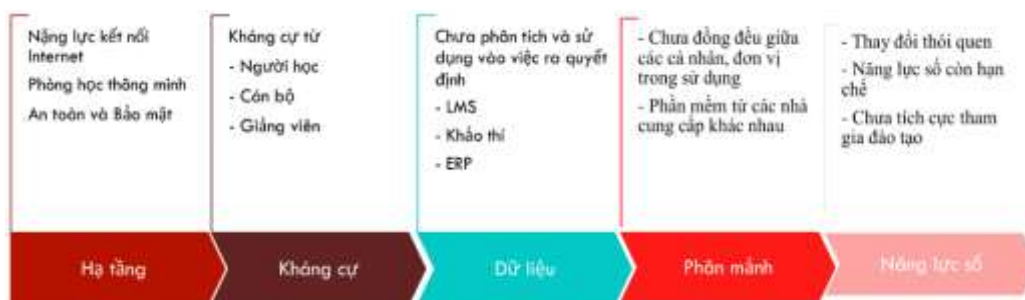 Nặng lực kết nối
Internet
Phòng học thông minh
An toàn và Bảo mật
Kháng cự từ
- Người học
- Cán bộ
- Giảng viên
Chưa phân tích và sử
dụng vào việc ra quyết
định
- LMS
- Khảo thí
- ERP
- Chưa đồng đều giữa
các cá nhân, đơn vị
trong sử dụng
- Phần mềm từ các nhà
cung cấp khác nhau
- Thay đổi thói quen
- Năng lực số còn hạn
chế
- Chưa tích cực tham
gia đào tạo
Hạ tầng
Kháng cự
Dữ liệu
Phân mảnh
Năng lực số